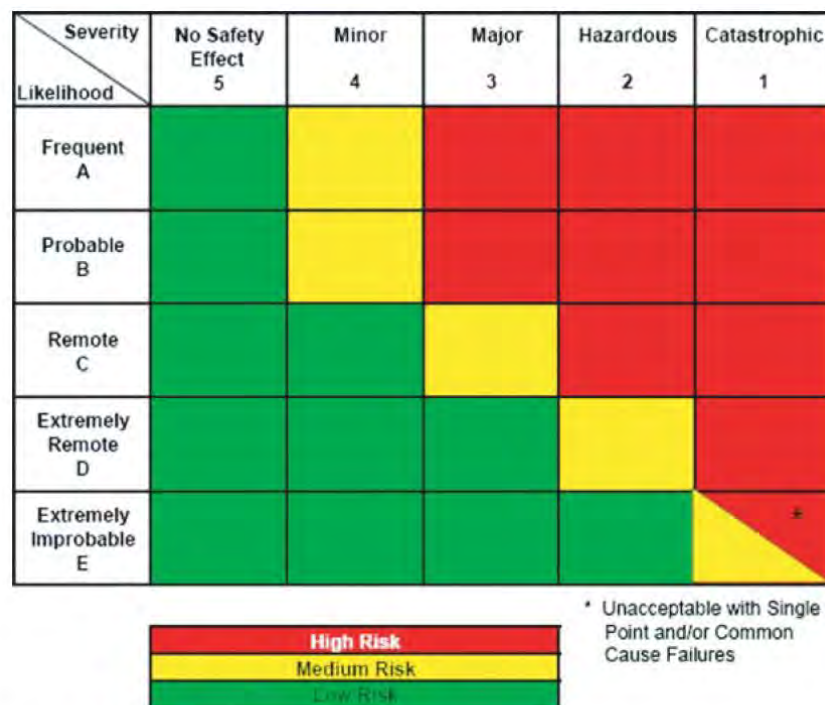 Severity
Likelihood
No Safety
Effect
5
Minor
4
Major
3
Hazardous
2
Catastrophic
1
Frequent
A
Probable
B
Remote
C
Extremely
Remote
D
Extremely
Improbable
E
*
* Unacceptable with Single
Point and/or Common
Cause Failures
High Risk
Medium Risk
Low Risk